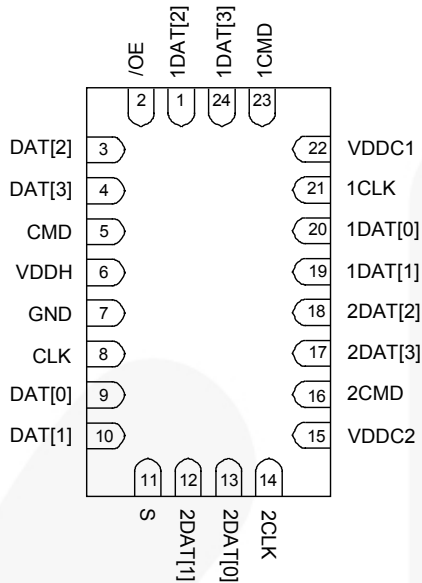 /OE
1DAT[2]
1DAT[3]
1CMD
2
1
24
23
DAT[2] 3
22 VDDC1
DAT[3] 4
21 1CLK
CMD 5
20 1DAT[0]
VDDH 6
19 1DAT[1]
GND 7
18 2DAT[2]
CLK 8
17 2DAT[3]
DAT[0] 9
16 2CMD
DAT[1] 10
15 VDDC2
11
12
13
14
S
2DAT[1]
2DAT[0]
2CLK